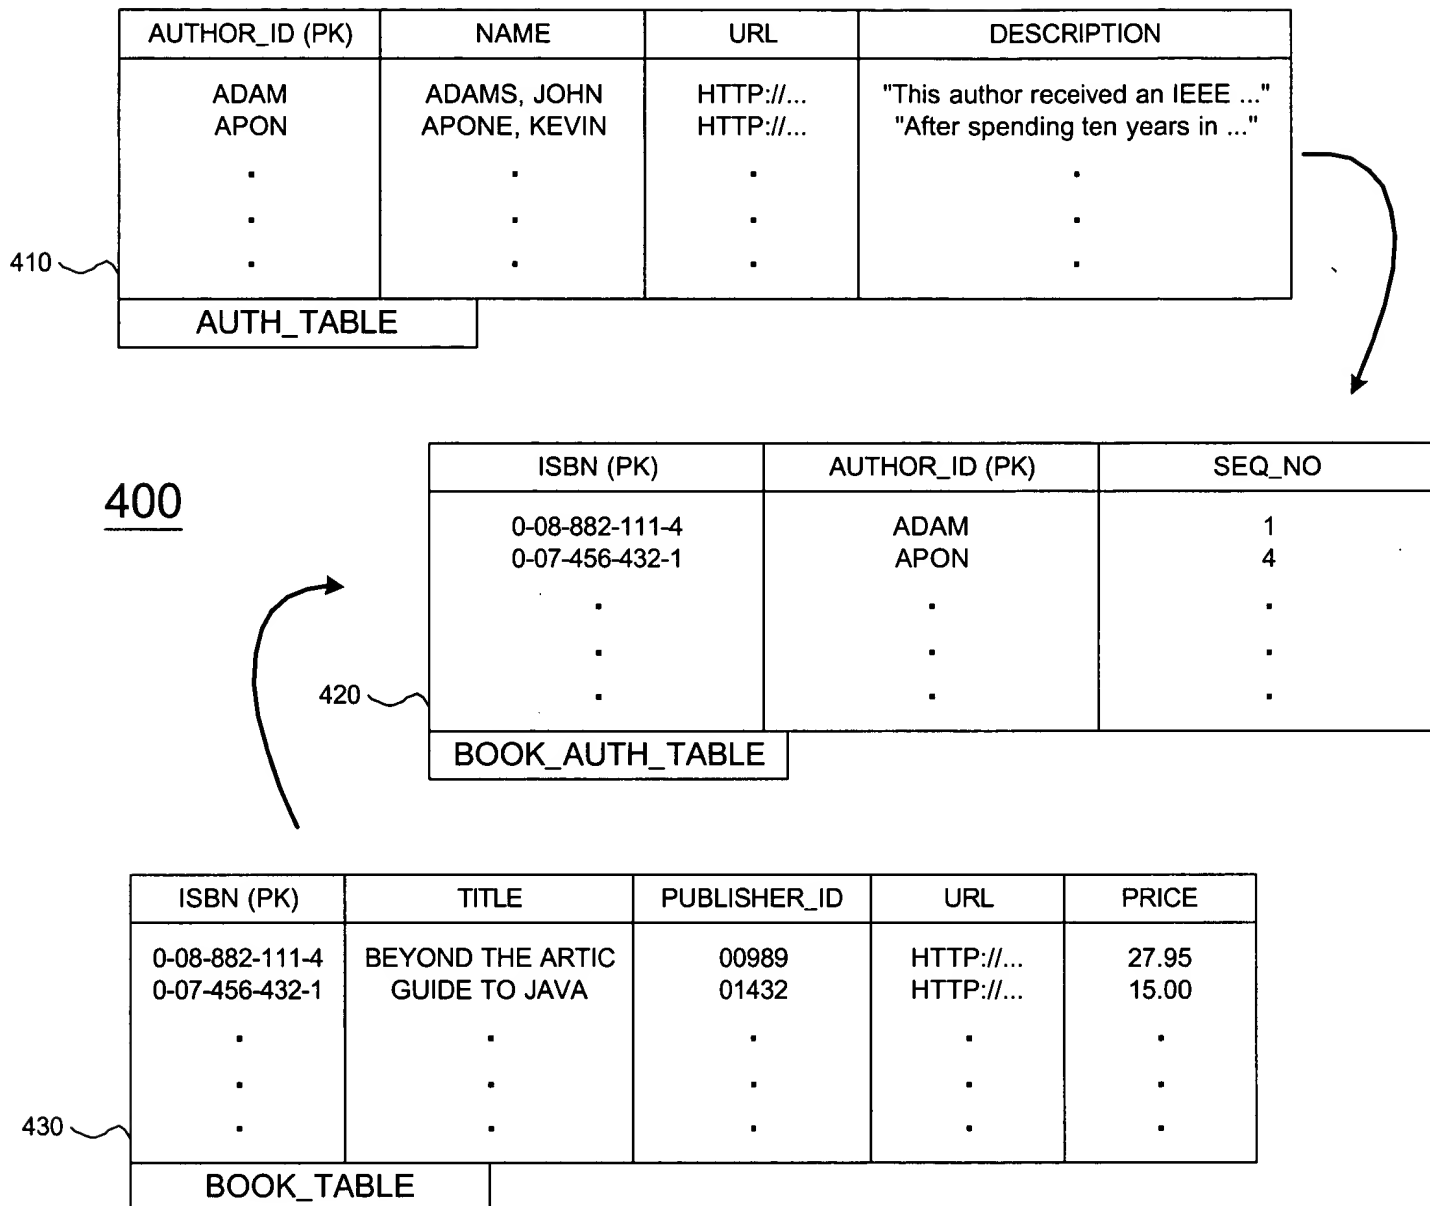 AUTHOR_ID (PK) NAME URL DESCRIPTION
ADAM ADAMS, JOHN HTTP://... "This author received an IEEE ..."
APON APONE, KEVIN HTTP://... "After spending ten years in ..."
410
AUTH_TABLE
400
ISBN (PK) AUTHOR_ID (PK) SEQ_NO
0-08-882-111-4 ADAM 1
0-07-456-432-1 APON 4
420
BOOK_AUTH_TABLE
ISBN (PK) TITLE PUBLISHER_ID URL PRICE
0-08-882-111-4 BEYOND THE ARTIC 00989 HTTP://... 27.95
0-07-456-432-1 GUIDE TO JAVA 01432 HTTP://... 15.00
430
BOOK_TABLE